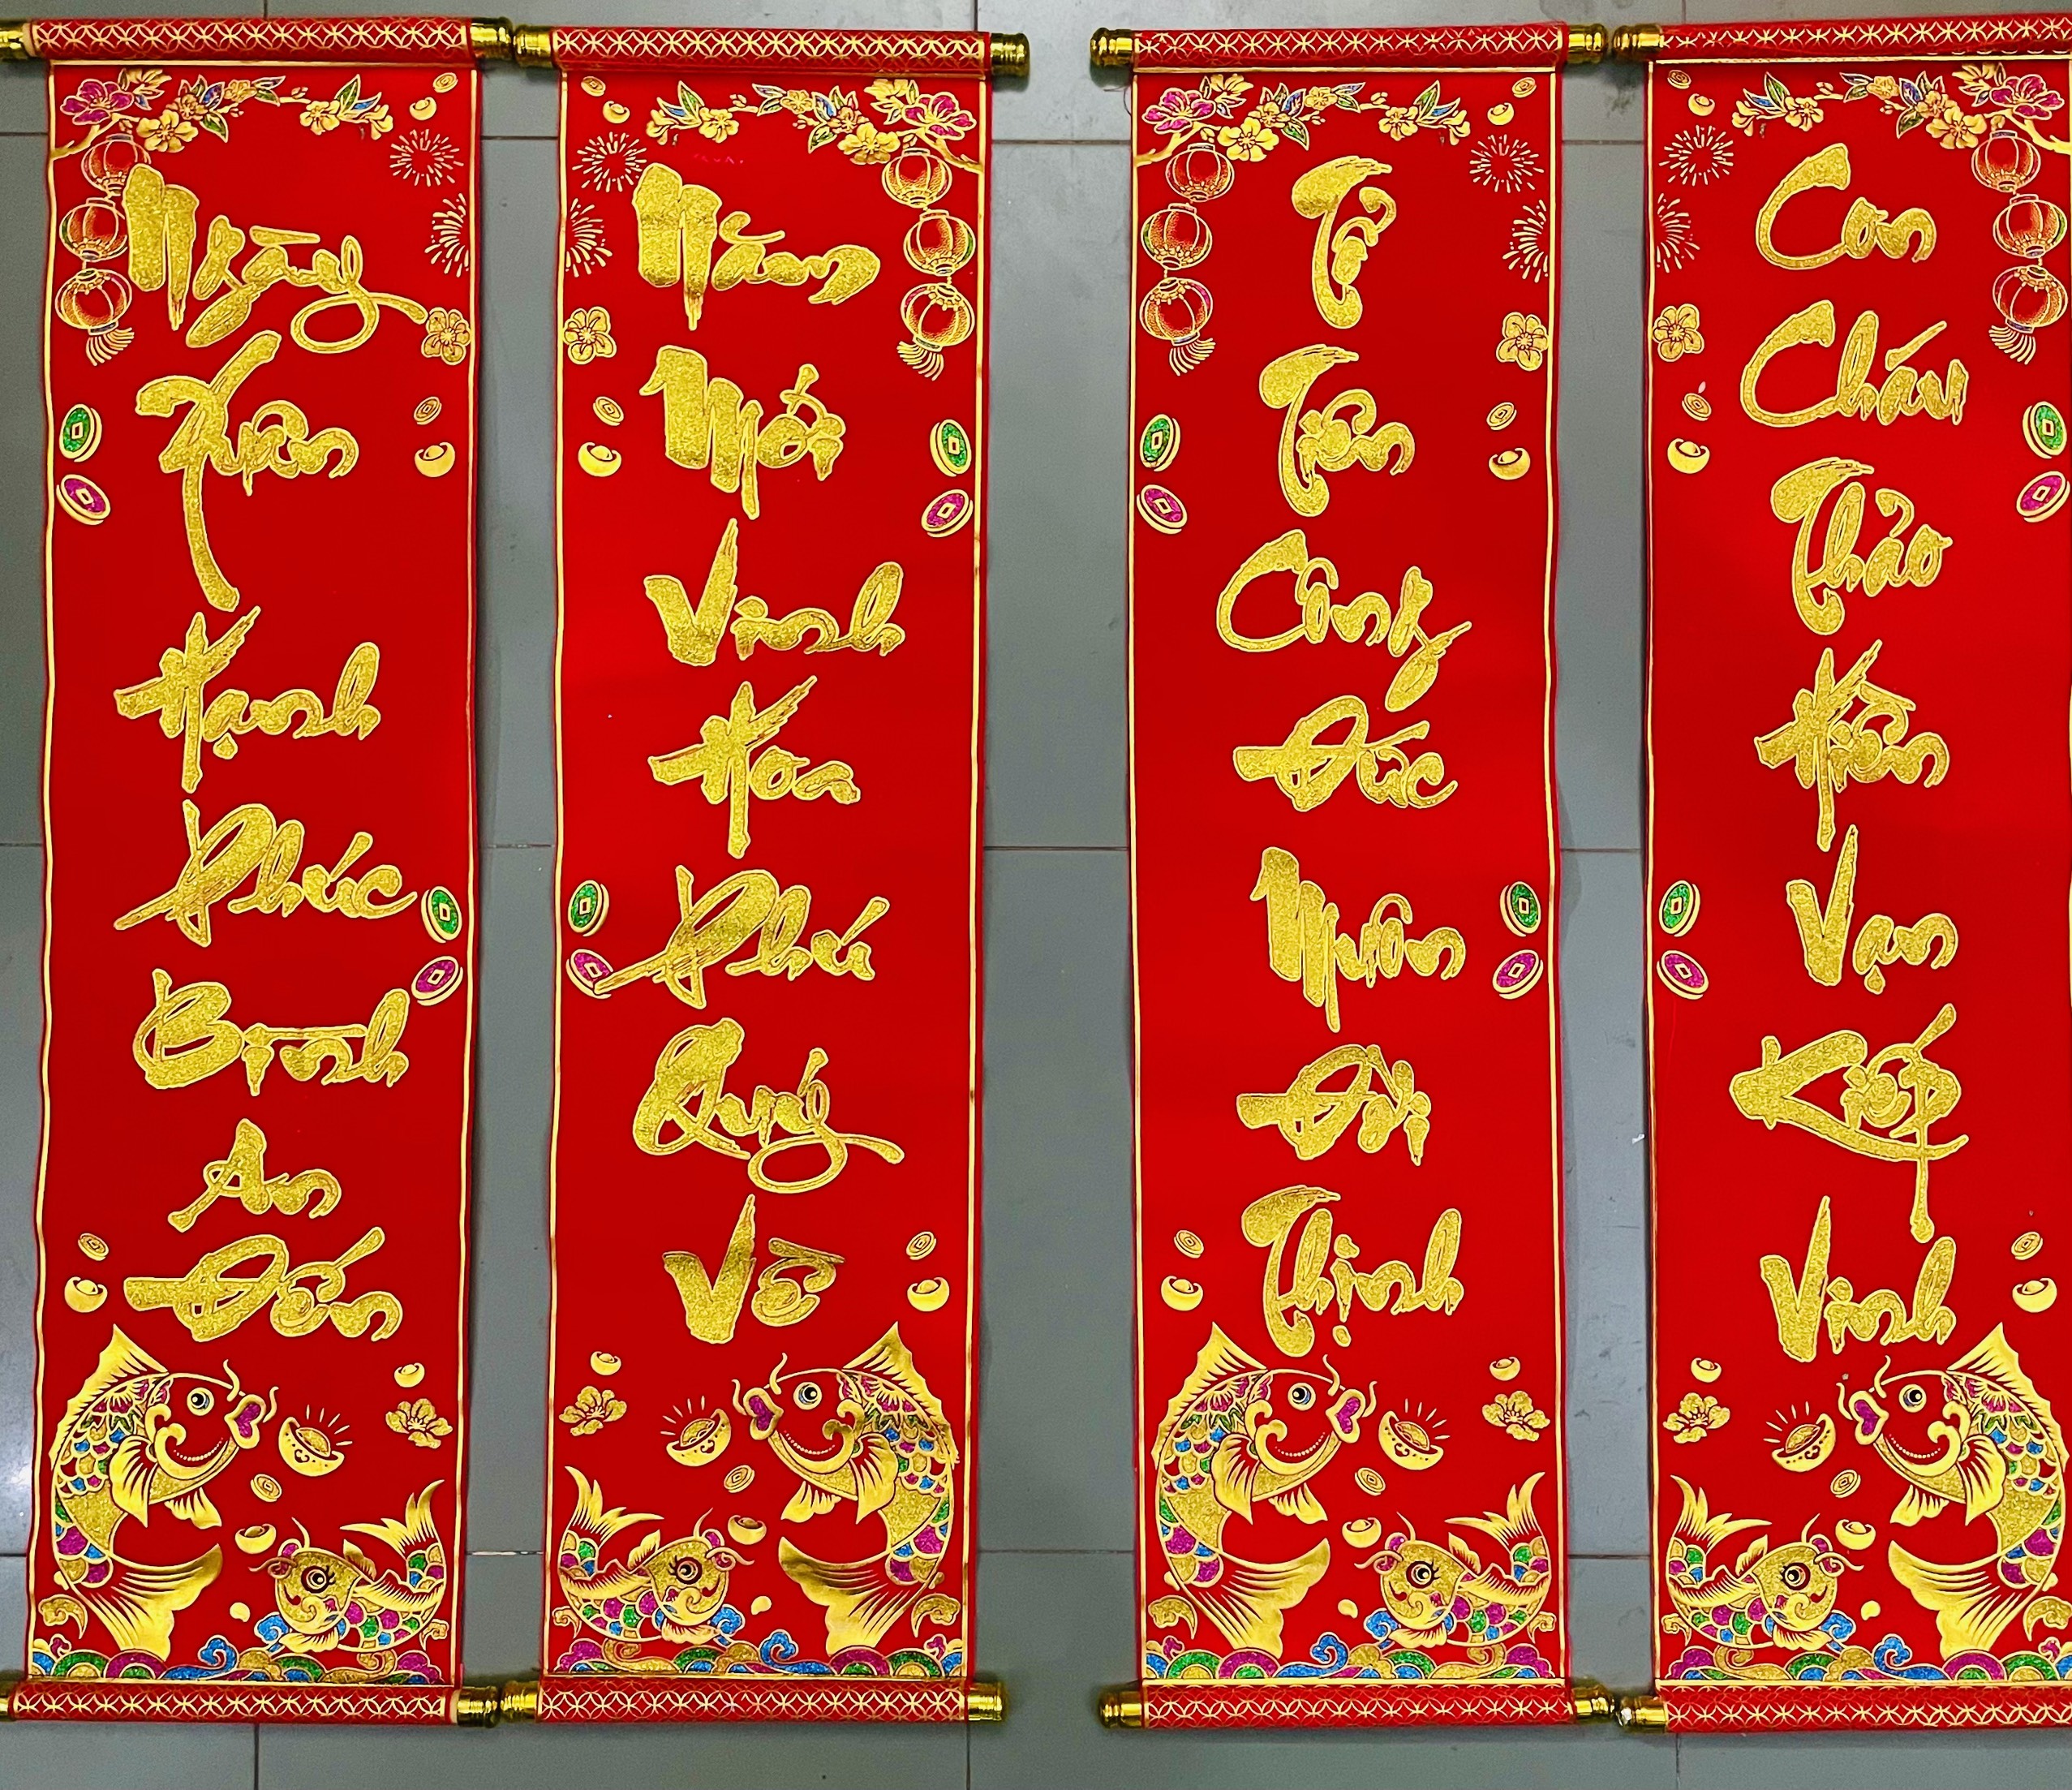 Ngày
Xuân
Hạnh
Phúc
Bình
An
Đến
Năm
Mới
Vinh
Hoa
Phú
Quý
Về
Tổ
Tôn
Công
Đức
Muôn
Đời
Thịnh
Con
Cháu
Thảo
Hiền
Vạn
Kiếp
Vinh